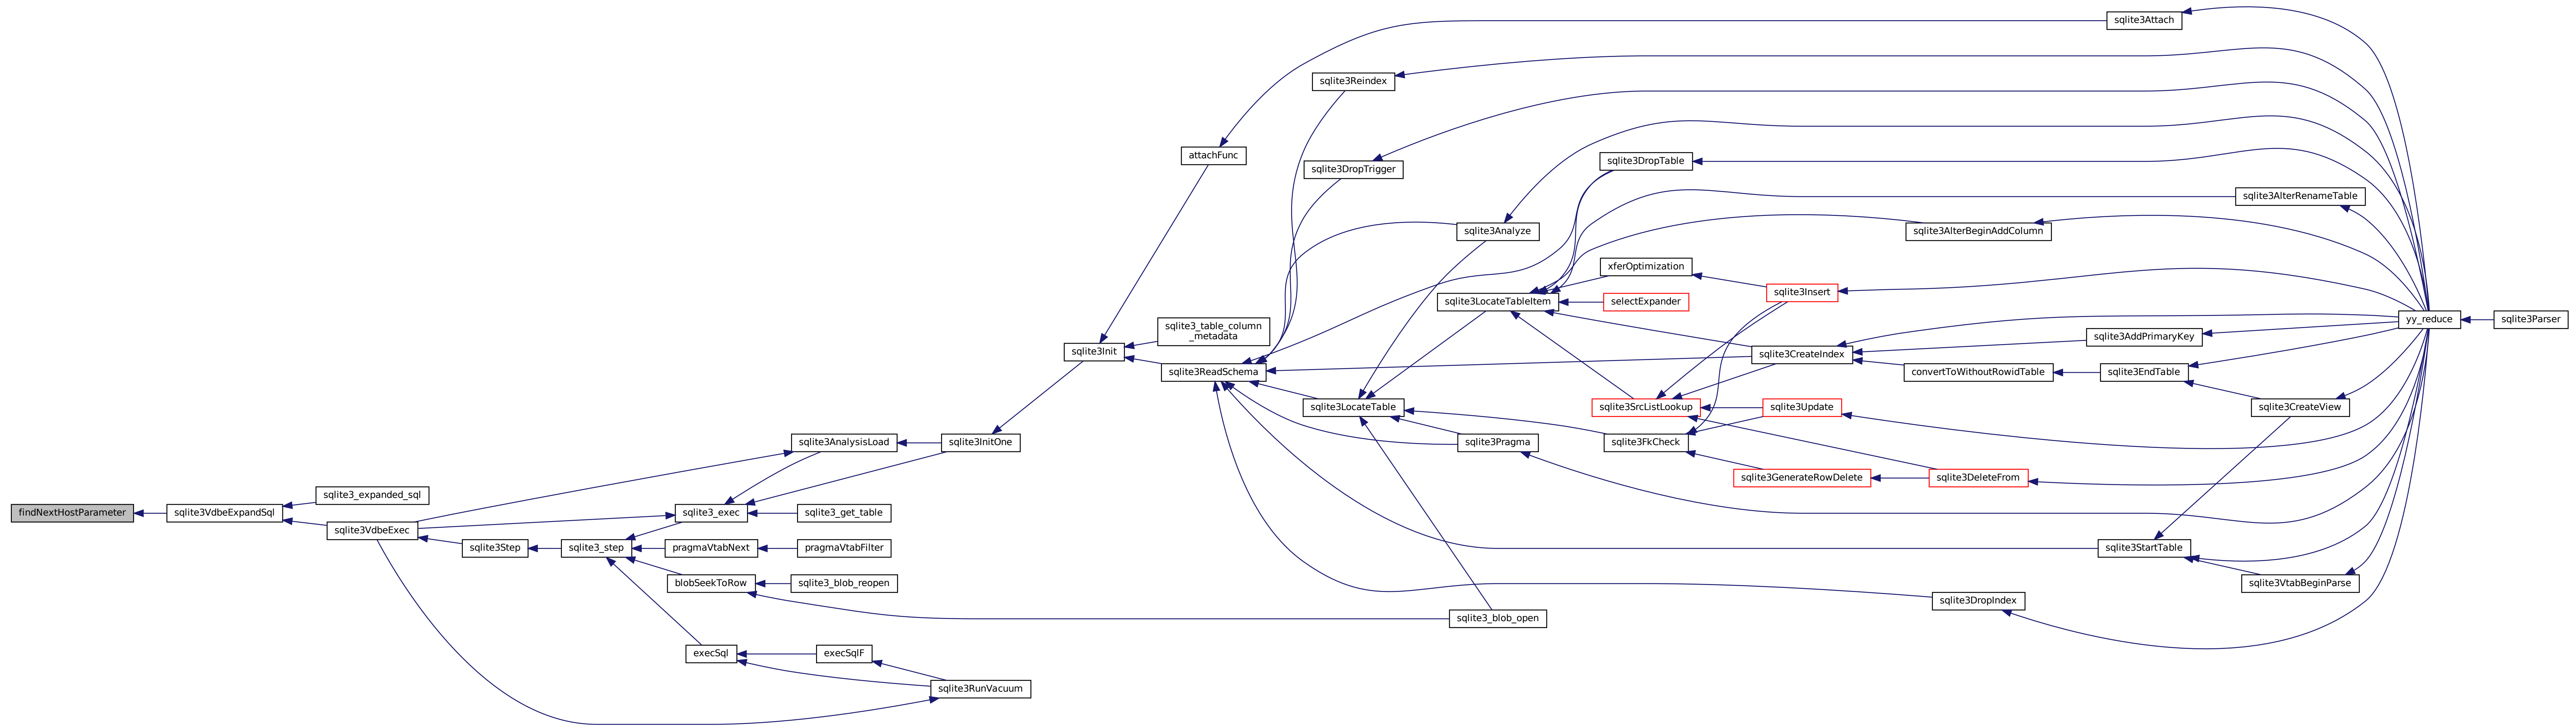 findNextHostParameter
sqlite3VdbeExpandSql
sqlite3_expanded_sql
sqlite3VdbeExec
sqlite3Step
sqlite3_step
sqlite3AnalysisLoad
sqlite3_exec
sqlite3_get_table
pragmaVtabNext
pragmaVtabFilter
blobSeekToRow
sqlite3_blob_reopen
execSql
execSqlF
sqlite3RunVacuum
sqlite3InitOne
sqlite3Init
attachFunc
sqlite3_table_column
_metadata
sqlite3ReadSchema
sqlite3Reindex
sqlite3DropTrigger
sqlite3LocateTable
sqlite3Analyze
sqlite3LocateTableItem
sqlite3Pragma
sqlite3_blob_open
sqlite3DropTable
xferOptimization
selectExpander
sqlite3SrcListLookup
sqlite3FkCheck
sqlite3Insert
sqlite3CreateIndex
sqlite3Update
sqlite3GenerateRowDelete
sqlite3AlterBeginAddColumn
convertToWithoutRowidTable
sqlite3DeleteFrom
sqlite3DropIndex
sqlite3Attach
sqlite3AddPrimaryKey
sqlite3EndTable
sqlite3StartTable
sqlite3AlterRenameTable
sqlite3CreateView
sqlite3VtabBeginParse
yy_reduce
sqlite3Parser